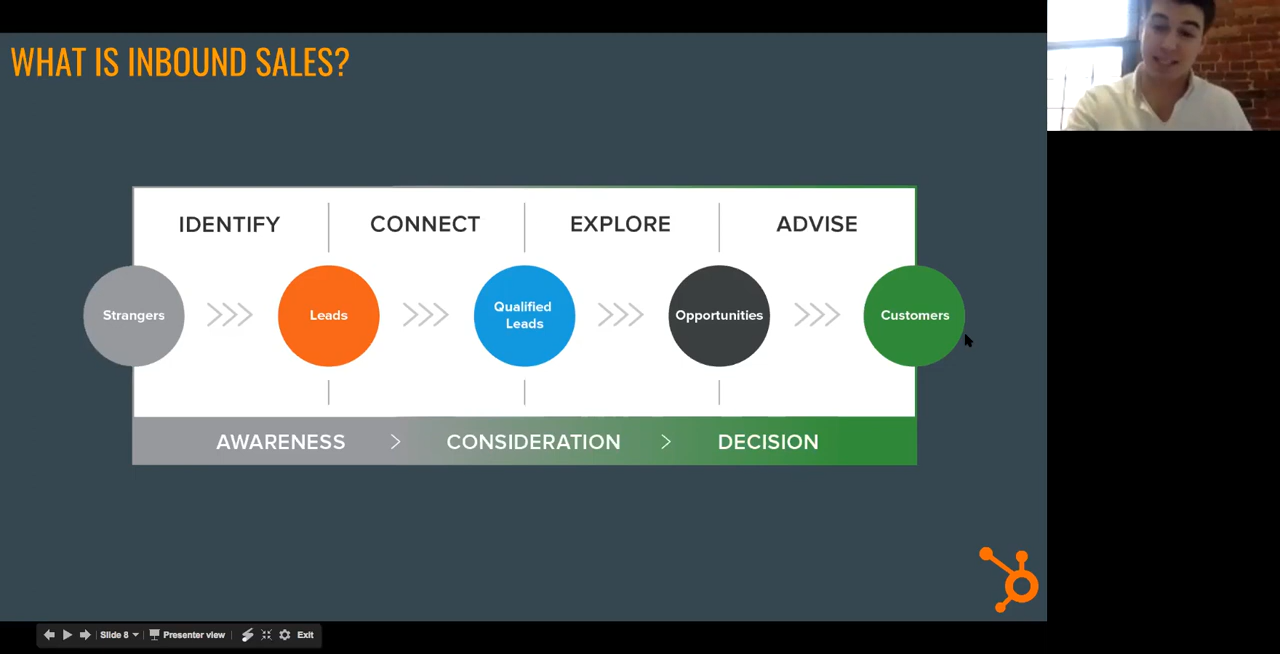 WHAT IS INBOUND SALES?
IDENTIFY
CONNECT
EXPLORE
ADVISE
Strangers
Leads
Qualified
Leads
Opportunities
Customers
AWARENESS > CONSIDERATION > DECISION
Slide 8
Presenter view
Exit